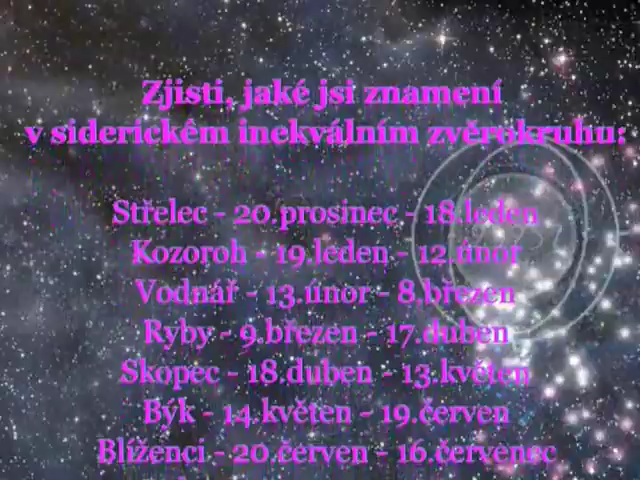 Zjisti, jaké jsi znamení
v siderickém inekválním zvěrokruhu:
Střelec - 20.prosinec - 18.leden
Kozoroh - 19.leden - 12.únor
Vodnář - 13.únor - 8.březen
Ryby - 9.březen - 17.duben
Skopec - 18.duben - 13.květen
Býk - 14.květen - 19.červen
Blíženci - 20.červen - 16.červenec